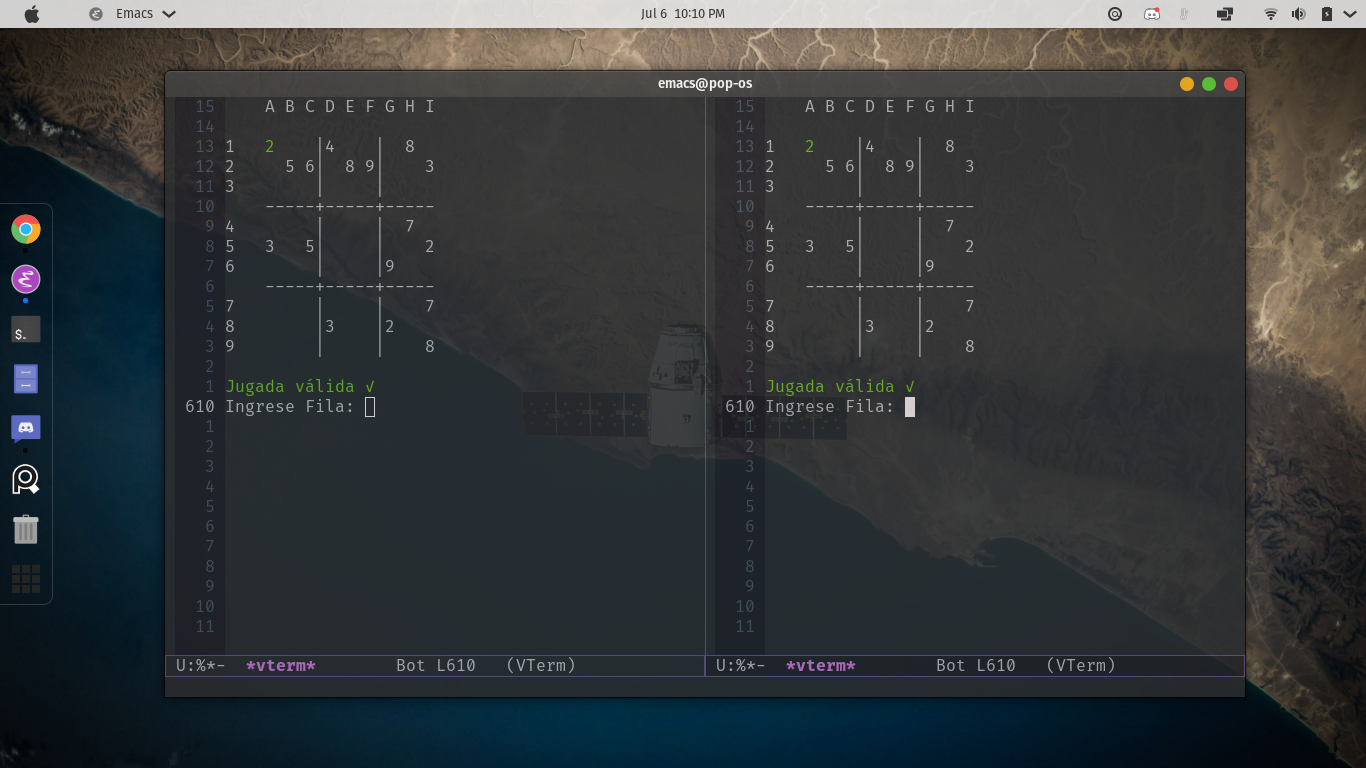 Emacs
Jul 6 10:10 PM
emacs@pop-os
15     A B C D E F G H I
14
13 1   2    │4    │  8
12 2     5 6│  8 9│    3
11 3        │     │
10     -----+-----+-----
9 4        │     │  7
8 5   3   5│     │    2
7 6        │     │9
6     -----+-----+-----
5 7        │     │    7
4 8        │3    │2
3 9        │     │    8
2
1 Jugada válida √
610 Ingrese Fila:
1
2
3
4
5
6
7
8
9
10
11
U:%*-  *vterm*        Bot L610   (VTerm)
15     A B C D E F G H I
14
13 1   2    │4    │  8
12 2     5 6│  8 9│    3
11 3        │     │
10     -----+-----+-----
9 4        │     │  7
8 5   3   5│     │    2
7 6        │     │9
6     -----+-----+-----
5 7        │     │    7
4 8        │3    │2
3 9        │     │    8
2
1 Jugada válida √
610 Ingrese Fila:
1
2
3
4
5
6
7
8
9
10
11
U:%*-  *vterm*        Bot L610   (VTerm)
$_